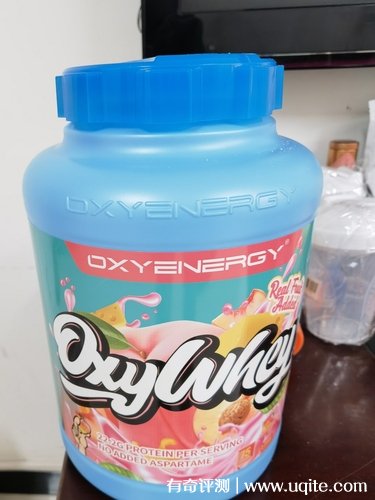 OXYENERGY
OXYENERGY®
Real Fruit
Added
OxyWhey
22.2G PROTEIN PER SERVING
NO ADDED ASPARTAME
有奇评测 | www.uqite.com